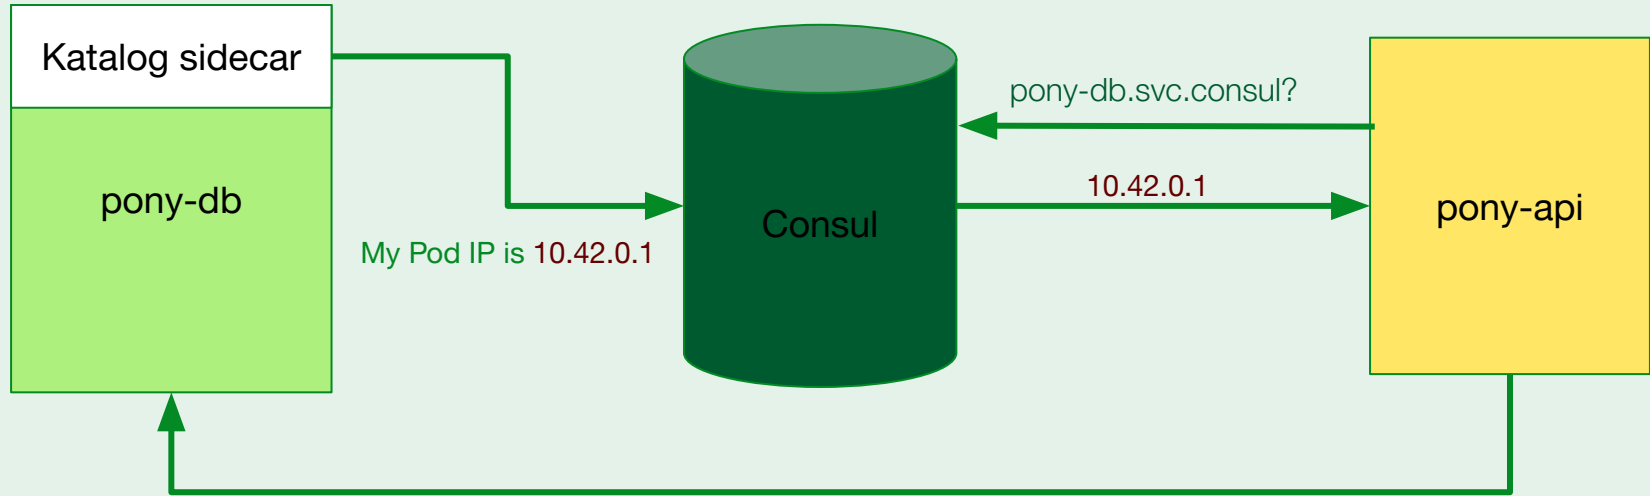 Katalog sidecar
pony-db
My Pod IP is 10.42.0.1
Consul
pony-db.svc.consul?
10.42.0.1
pony-api